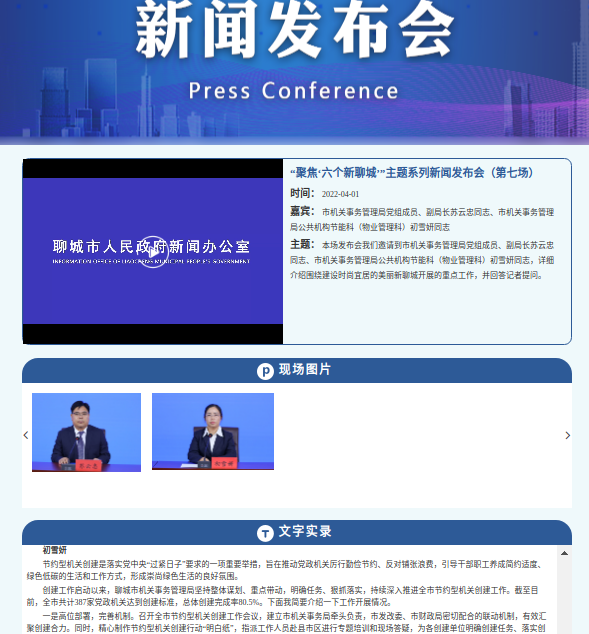 新闻发布会
Press Conference
聊城市人民政府新闻办公室
INFORMATION OFFICE OF LIAOCHENG MUNICIPAL PEOPLE'S GOVERNMENT
“聚焦‘六个新聊城’”主题系列新闻发布会（第七场）
时间： 2022-04-01
嘉宾： 市机关事务管理局党组成员、副局长苏云忠同志、市机关事务管理
局公共机构节能科（物业管理科）初雪妍同志
主题： 本场发布会我们邀请到市机关事务管理局党组成员、副局长苏云忠
同志、市机关事务管理局公共机构节能科（物业管理科）初雪妍同志，详细
介绍围绕建设时尚宜居的美丽新聊城开展的重点工作，并回答记者提问。
P 现场图片
苏云忠
初雪妍
T 文字实录
初雪妍
节约型机关创建是落实党中央“过紧日子”要求的一项重要举措，旨在推动党政机关厉行勤俭节约、反对铺张浪费，引导干部职工养成简约适度、
绿色低碳的生活和工作方式，形成崇尚绿色生活的良好氛围。
创建工作启动以来，聊城市机关事务管理局坚持整体谋划、重点带动，明确任务、狠抓落实，持续深入推进全市节约型机关创建工作。截至目
前，全市共计387家党政机关达到创建标准，总体创建完成率80.5%。下面我简要介绍一下工作开展情况。
一是高位部署，完善机制。召开全市节约型机关创建工作会议，建立市机关事务局牵头负责，市发改委、市财政局密切配合的联动机制，有效汇
聚创建合力。同时，精心制作节约型机关创建行动“明白纸”，指派工作人员赴县市区进行专题培训和现场答疑，为各创建单位明确创建任务、落实创